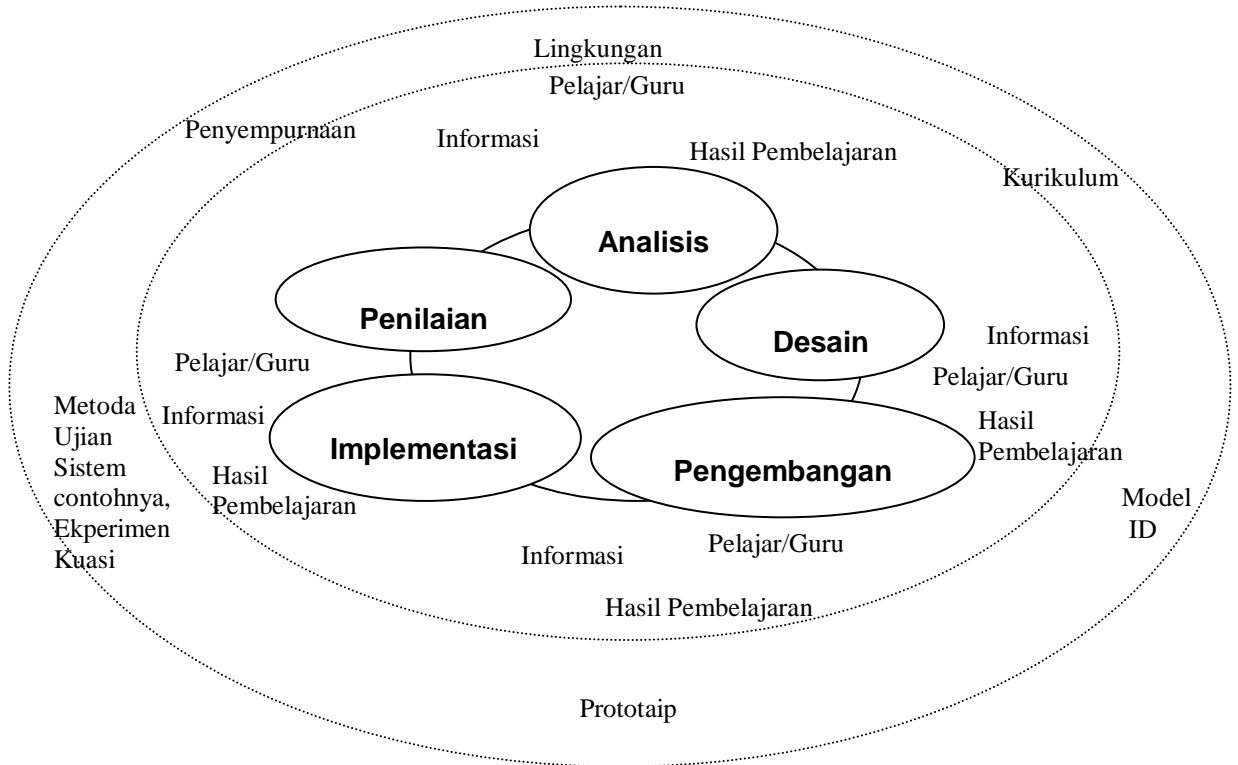 Lingkungan
Pelajar/Guru
Penyempurnaan
Informasi
Hasil Pembelajaran
Kurikulum
Analisis
Penilaian
Desain
Informasi
Pelajar/Guru
Pelajar/Guru
Metoda
Ujian
Sistem
contohnya,
Ekperimen
Kuasi
Informasi
Implementasi
Hasil
Pembelajaran
Pengembangan
Hasil
Pembelajaran
Model
ID
Informasi
Pelajar/Guru
Hasil Pembelajaran
Prototaip